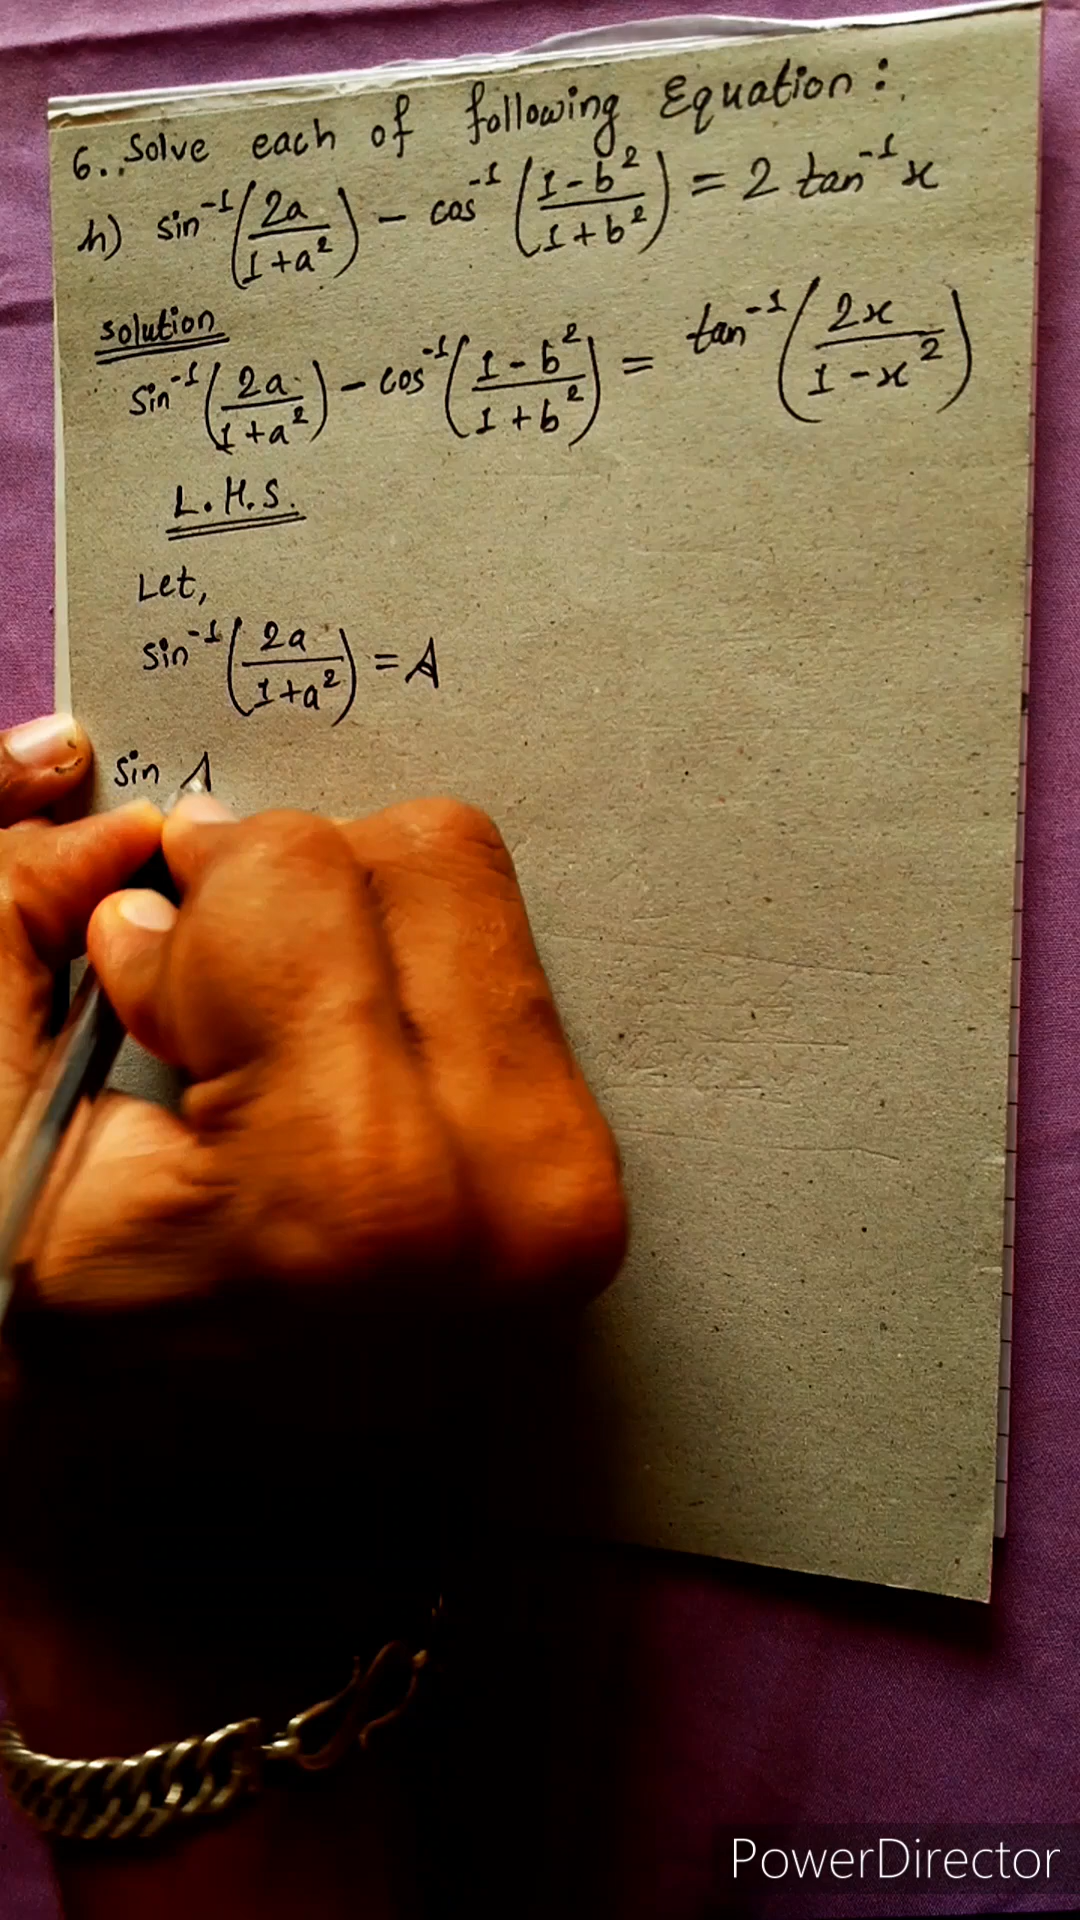 6. Solve each of following Equation:
h) sin⁻¹(2a/1+a²) - cos⁻¹(1-b²/1+b²) = 2 tan⁻¹x
solution
Sin⁻¹(2a/1+a²) - cos⁻¹(1-b²/1+b²) = tan⁻¹(2x/1-x²)
L.H.S.
Let,
sin⁻¹(2a/1+a²) = A
sin A
PowerDirector